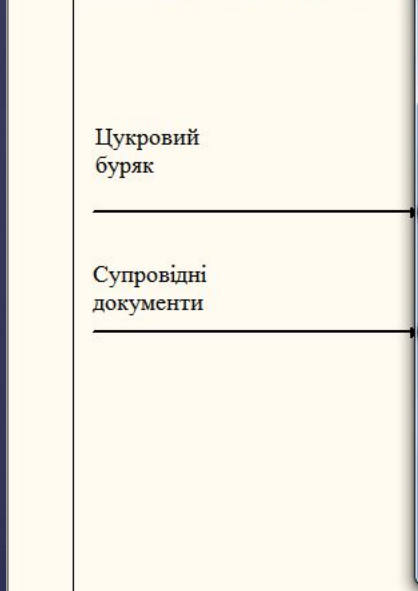 Цукровий
буряк
Супровідні
документи